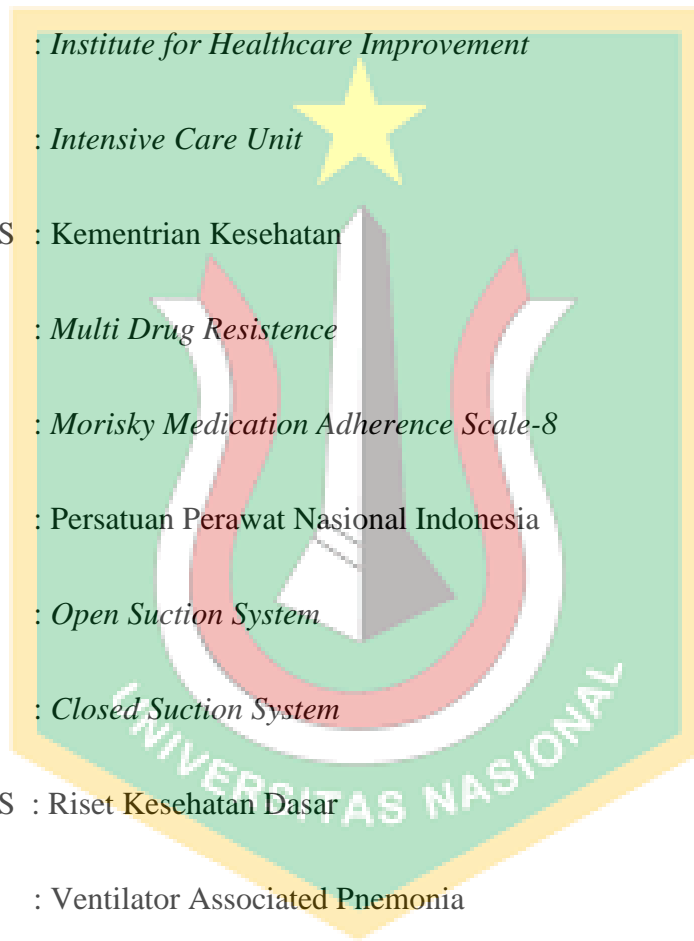 : Institute for Healthcare Improvement
: Intensive Care Unit
S : Kementrian Kesehatan
: Multi Drug Resistence
: Morisky Medication Adherence Scale-8
: Persatuan Perawat Nasional Indonesia
: Open Suction System
: Closed Suction System
UNIVERSITAS NASIONAL
S : Riset Kesehatan Dasar
: Ventilator Associated Pnemonia